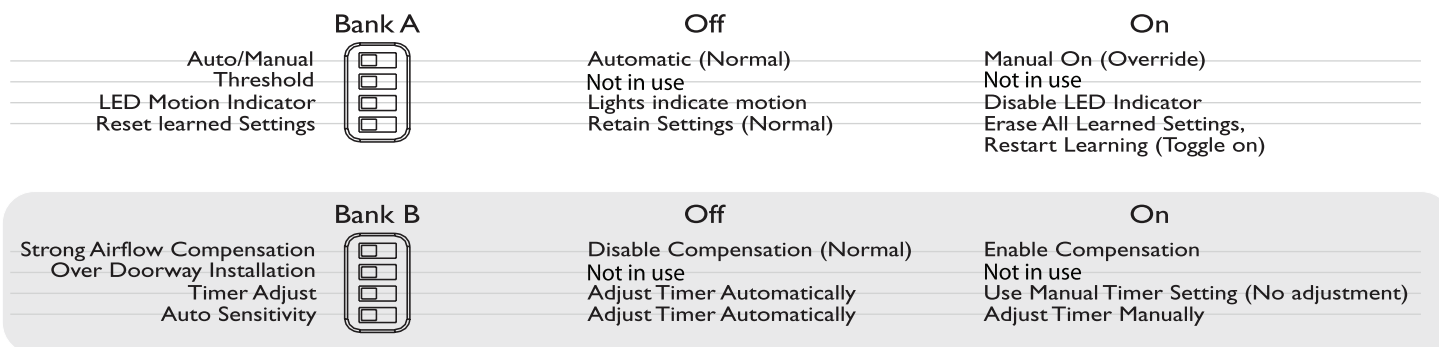 Bank A Off On
Auto/Manual Automatic (Normal) Manual On (Override)
Threshold Not in use Not in use
LED Motion Indicator Lights indicate motion Disable LED Indicator
Reset learned Settings Retain Settings (Normal) Erase All Learned Settings,
Restart Learning (Toggle on)
Bank B Off On
Strong Airflow Compensation Disable Compensation (Normal) Enable Compensation
Over Doorway Installation Not in use Not in use
Timer Adjust Adjust Timer Automatically Use Manual Timer Setting (No adjustment)
Auto Sensitivity Adjust Timer Automatically Adjust Timer Manually